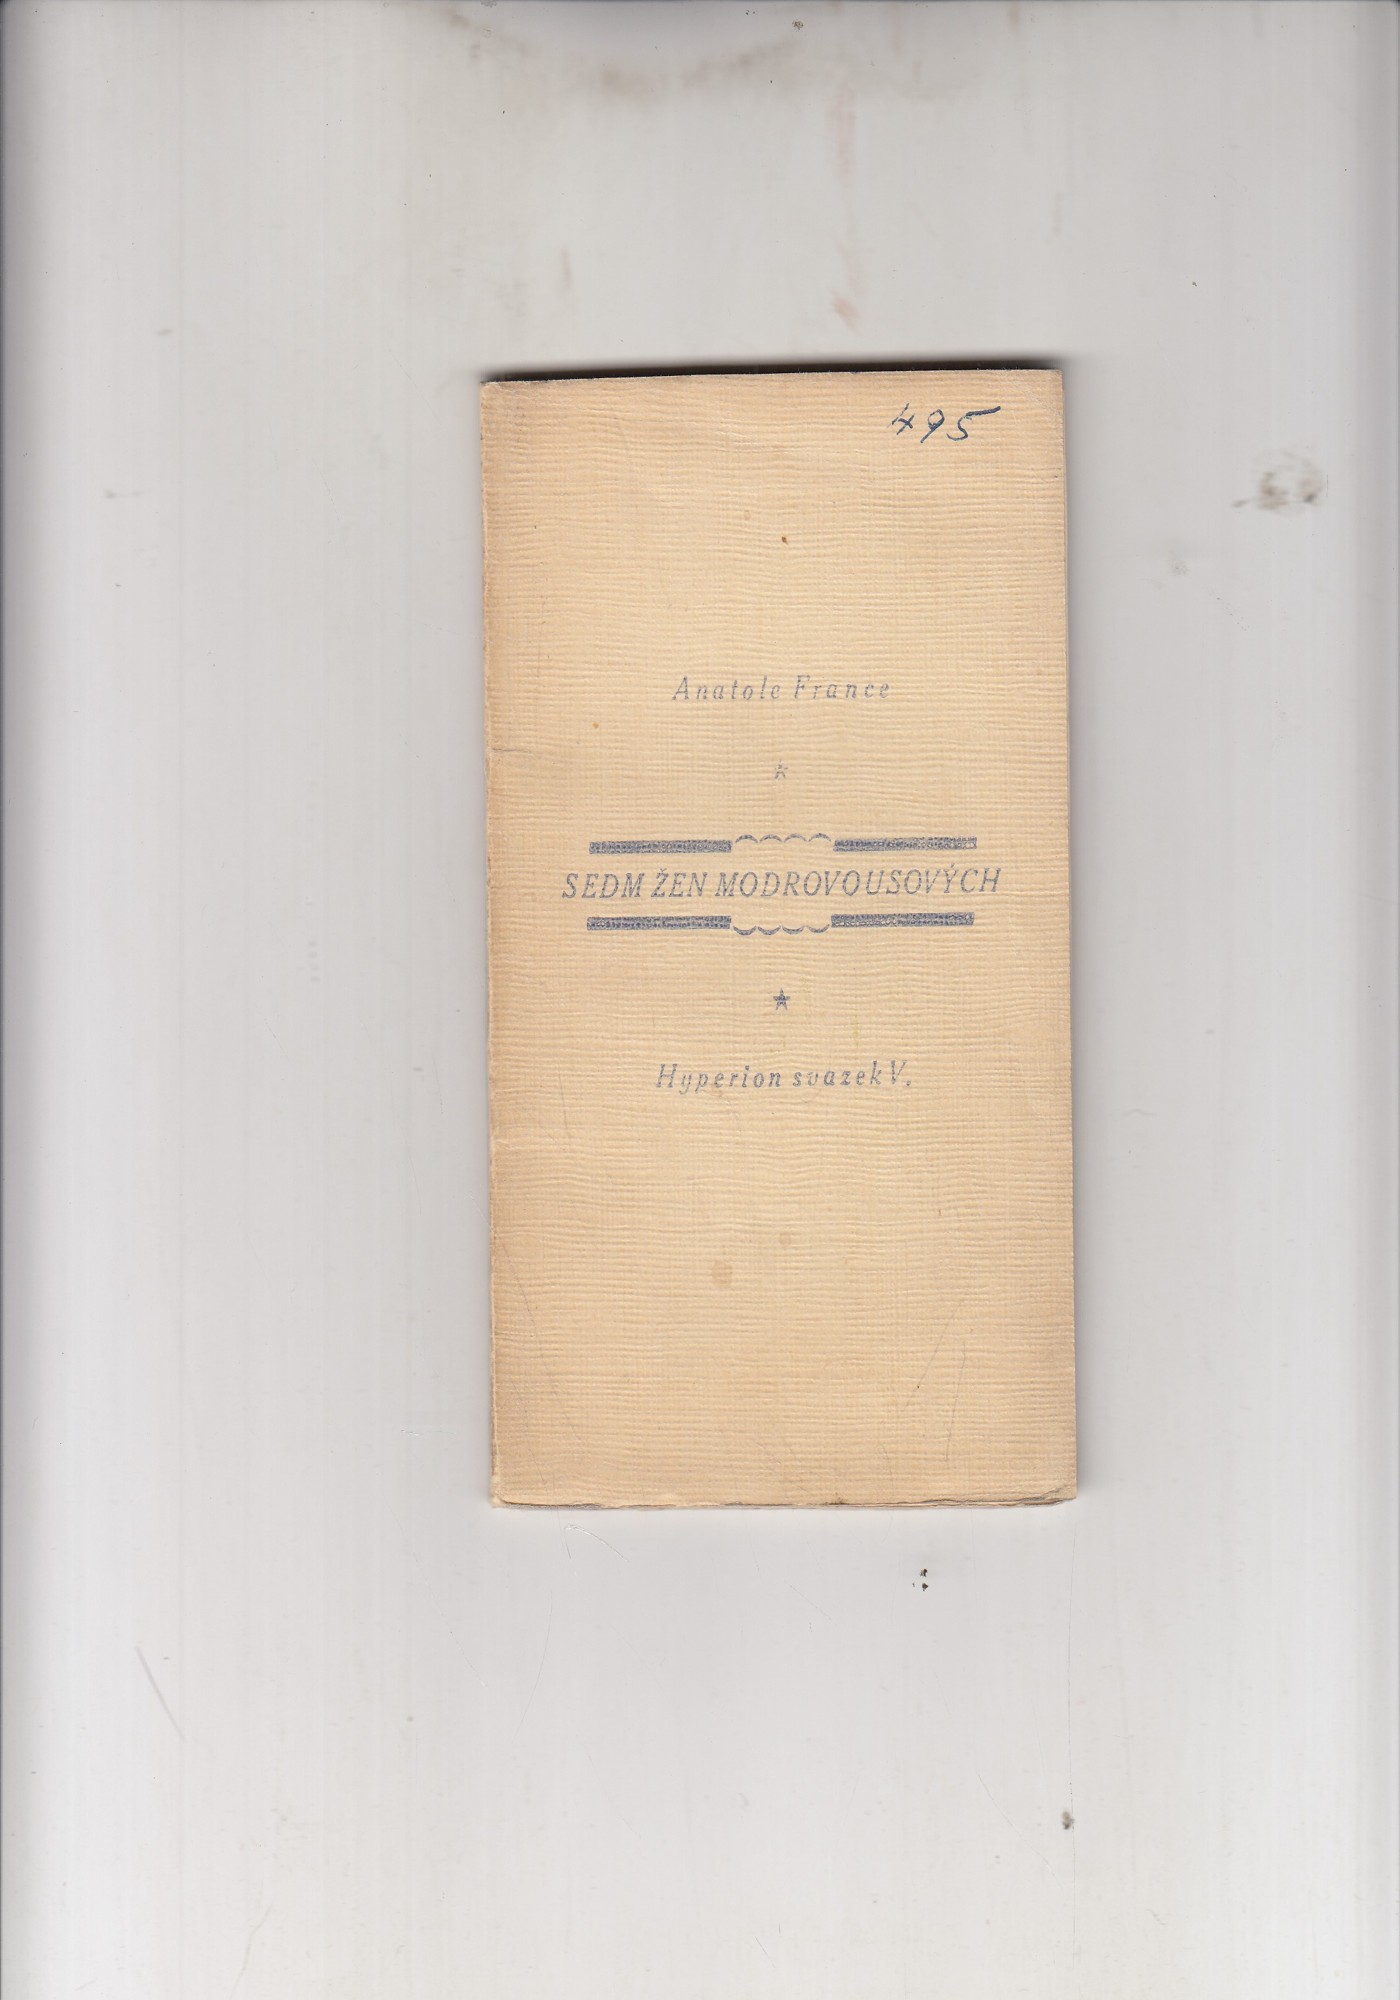 495
Anatole France
SEDM ŽEN MODROVOUSOVÝCH
Hyperion svazek V.